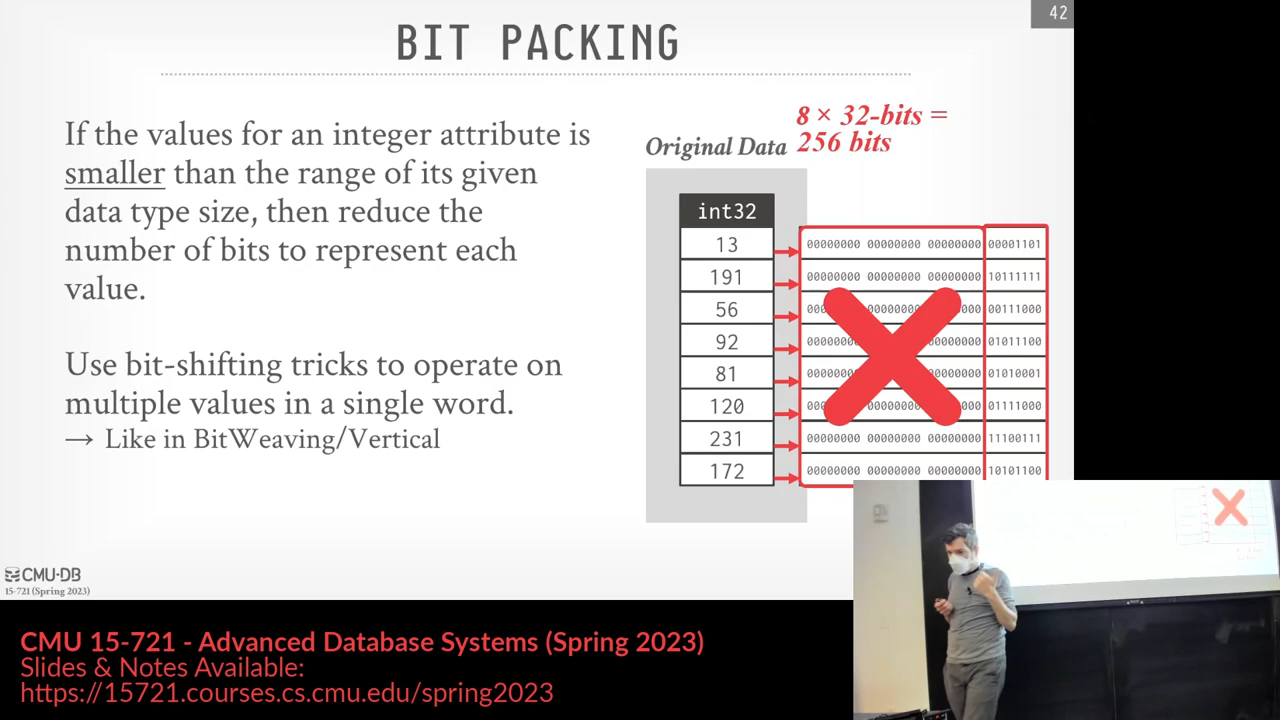 42
BIT PACKING
If the values for an integer attribute is
smaller than the range of its given
data type size, then reduce the
number of bits to represent each
value.
Use bit-shifting tricks to operate on
multiple values in a single word.
→ Like in BitWeaving/Vertical
8 × 32-bits =
256 bits
Original Data
int32
13 00000000 00000000 00000000 00001101
191 00000000 00000000 00000000 10111111
56 00000000 00111000
92 00000000 01011100
81 00000000 01010001
120 01111000
231 00000000 00000000 00000000 11100111
172 00000000 00000000 00000000 10101100
CMU·DB
15-721 (Spring 2023)
CMU 15-721 - Advanced Database Systems (Spring 2023)
Slides & Notes Available:
https://15721.courses.cs.cmu.edu/spring2023